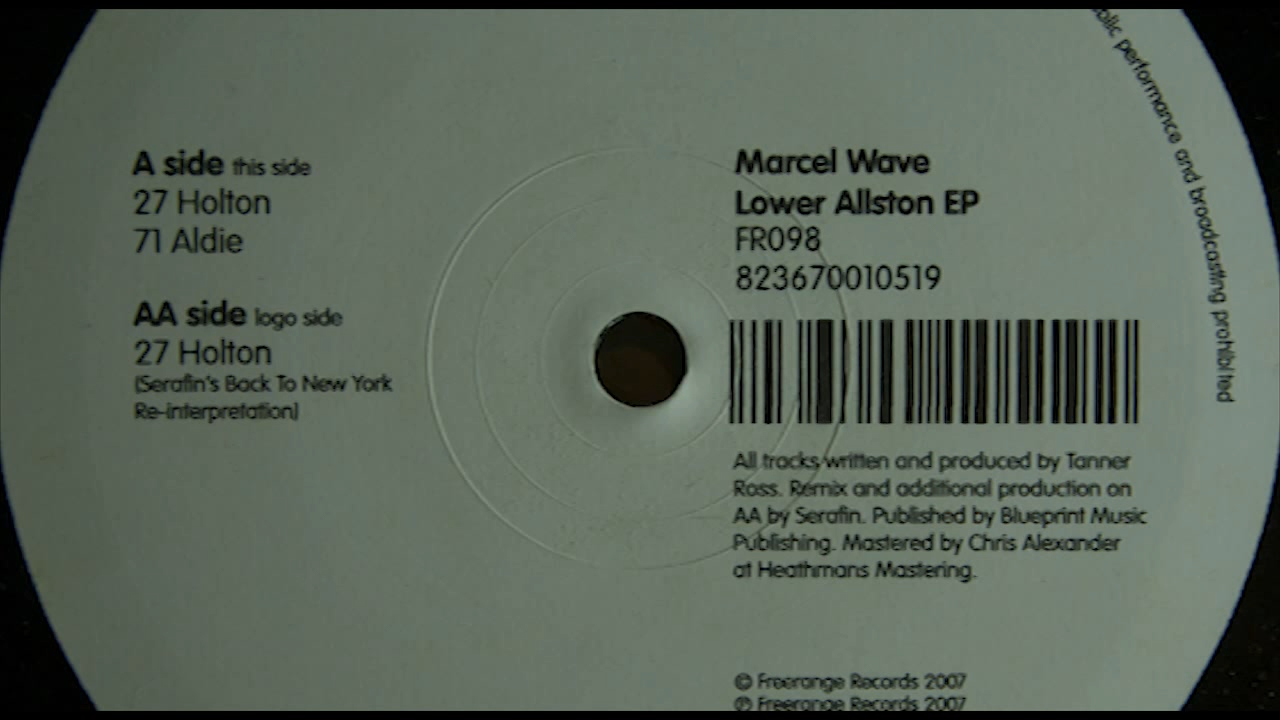 A side this side
27 Holton
71 Aldie
AA side logo side
27 Holton
(Serafin's Back To New York
Re-interpretation)
Marcel Wave
Lower Allston EP
FR098
823670010519
All tracks written and produced by Tanner
Ross. Remix and additional production on
AA by Serafin. Published by Blueprint Music
Publishing. Mastered by Chris Alexander
at Heathmans Mastering.
© Freerange Records 2007
℗ Freerange Records 2007
performance and broadcasting prohibited